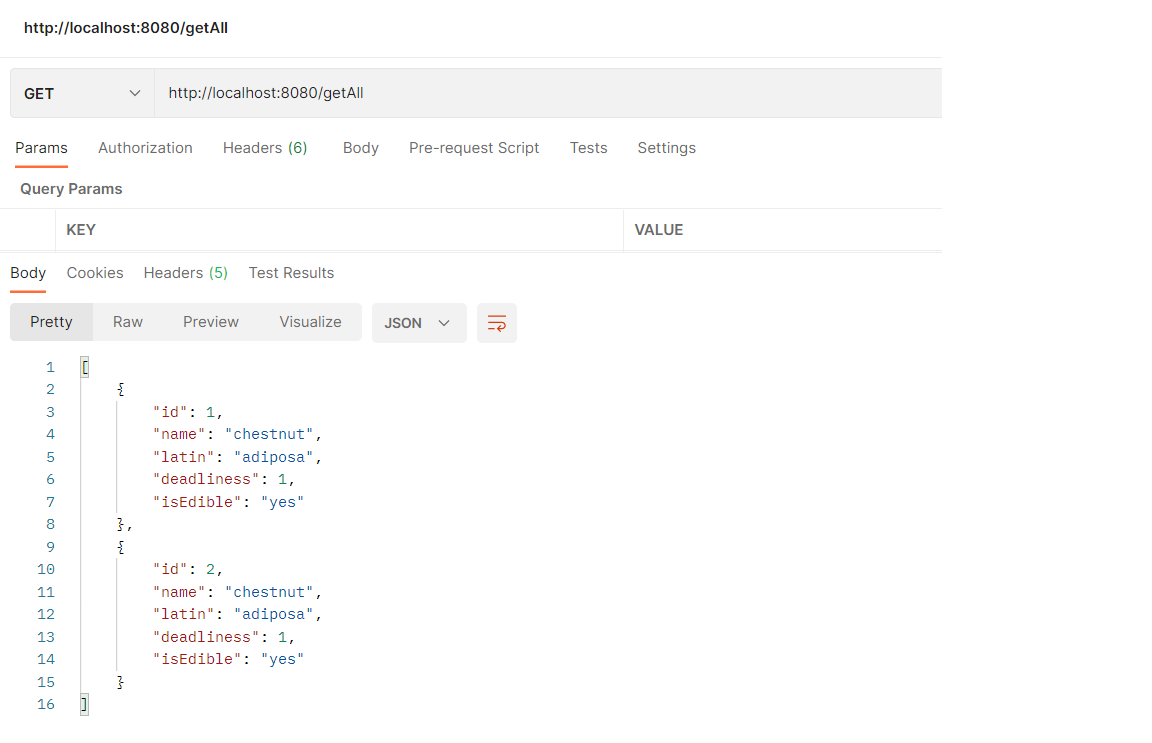 http://localhost:8080/getAll
GET http://localhost:8080/getAll
Params Authorization Headers (6) Body Pre-request Script Tests Settings
Query Params
KEY VALUE
Body Cookies Headers (5) Test Results
Pretty Raw Preview Visualize JSON
1 [
2 {
3 "id": 1,
4 "name": "chestnut",
5 "latin": "adiposa",
6 "deadliness": 1,
7 "isEdible": "yes"
8 },
9 {
10 "id": 2,
11 "name": "chestnut",
12 "latin": "adiposa",
13 "deadliness": 1,
14 "isEdible": "yes"
15 }
16 ]